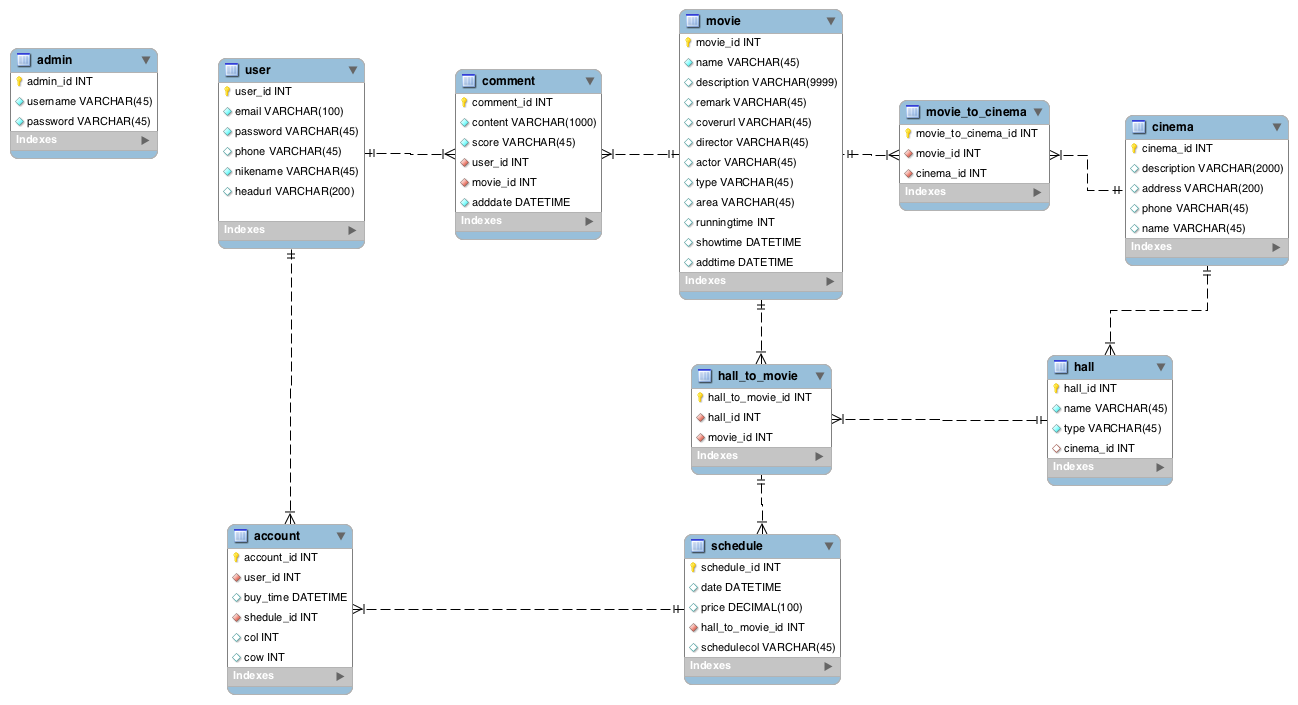 admin
admin_id INT
username VARCHAR(45)
password VARCHAR(45)
Indexes
user
user_id INT
email VARCHAR(100)
password VARCHAR(45)
phone VARCHAR(45)
nikename VARCHAR(45)
headurl VARCHAR(200)
Indexes
comment
comment_id INT
content VARCHAR(1000)
score VARCHAR(45)
user_id INT
movie_id INT
adddate DATETIME
Indexes
movie
movie_id INT
name VARCHAR(45)
description VARCHAR(9999)
remark VARCHAR(45)
coverurl VARCHAR(45)
director VARCHAR(45)
actor VARCHAR(45)
type VARCHAR(45)
area VARCHAR(45)
runningtime INT
showtime DATETIME
addtime DATETIME
Indexes
movie_to_cinema
movie_to_cinema_id INT
movie_id INT
cinema_id INT
Indexes
cinema
cinema_id INT
description VARCHAR(2000)
address VARCHAR(200)
phone VARCHAR(45)
name VARCHAR(45)
Indexes
hall_to_movie
hall_to_movie_id INT
hall_id INT
movie_id INT
Indexes
hall
hall_id INT
name VARCHAR(45)
type VARCHAR(45)
cinema_id INT
Indexes
account
account_id INT
user_id INT
buy_time DATETIME
shedule_id INT
col INT
cow INT
Indexes
schedule
schedule_id INT
date DATETIME
price DECIMAL(100)
hall_to_movie_id INT
schedulecol VARCHAR(45)
Indexes